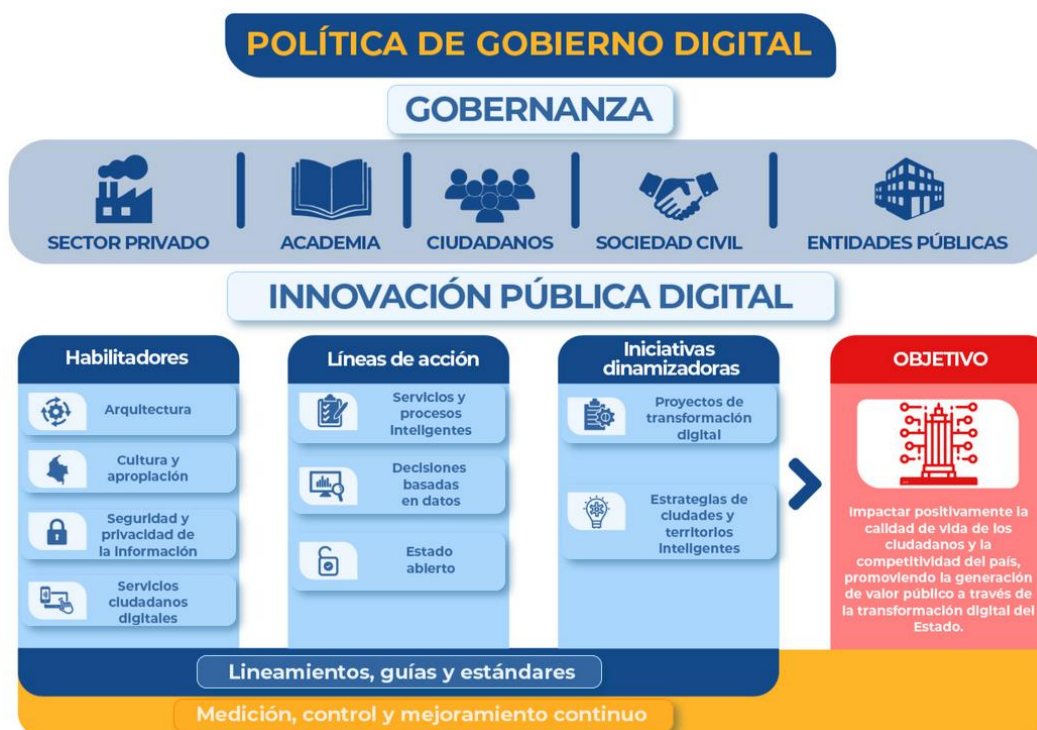 POLÍTICA DE GOBIERNO DIGITAL
GOBERNANZA
SECTOR PRIVADO
ACADEMIA
CIUDADANOS
SOCIEDAD CIVIL
ENTIDADES PÚBLICAS
INNOVACIÓN PÚBLICA DIGITAL
Habilitadores
Arquitectura
Cultura y
apropiación
Seguridad y
privacidad de
la información
Servicios
ciudadanos
digitales
Líneas de acción
Servicios y
procesos
inteligentes
Decisiones
basadas
en datos
Estado
abierto
Iniciativas
dinamizadoras
Proyectos de
transformación
digital
Estrategias de
ciudades y
territorios
inteligentes
OBJETIVO
Impactar positivamente la
calidad de vida de los
ciudadanos y la
competitividad del país,
promoviendo la generación
de valor público a través de
la transformación digital del
Estado.
Lineamientos, guías y estándares
Medición, control y mejoramiento continuo